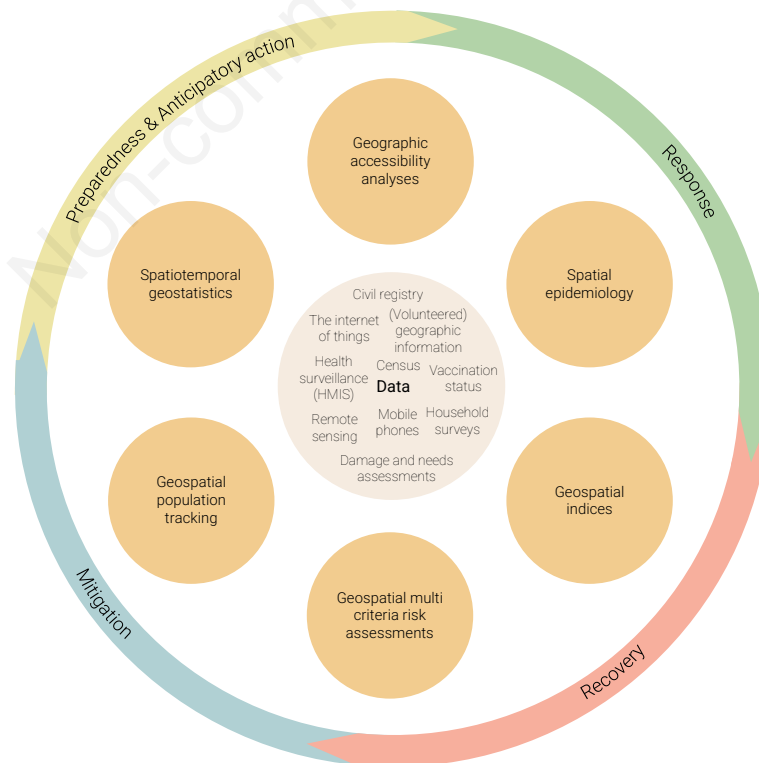 Non-comm
Preparedness & Anticipatory action
Response
Geographic
accessibility
analyses
Spatiotemporal
geostatistics
Spatial
epidemiology
Civil registry
The internet
of things
(Volunteered)
geographic
information
Health
surveillance
(HMIS)
Census
Data
Vaccination
status
Remote
sensing
Mobile
phones
Household
surveys
Damage and needs
assessments
Geospatial
population
tracking
Geospatial
indices
Geospatial multi
criteria risk
assessments
Mitigation
Recovery